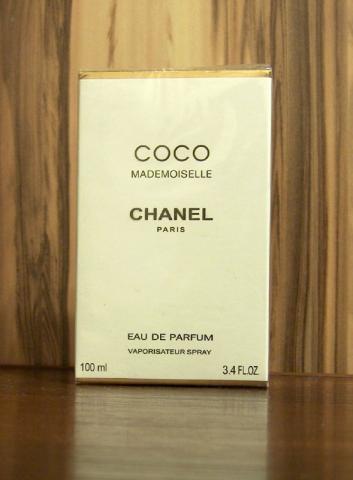 COCO
MADEMOISELLE
CHANEL
PARIS
EAU DE PARFUM
VAPORISATEUR SPRAY
100 ml 3.4 FL.OZ.